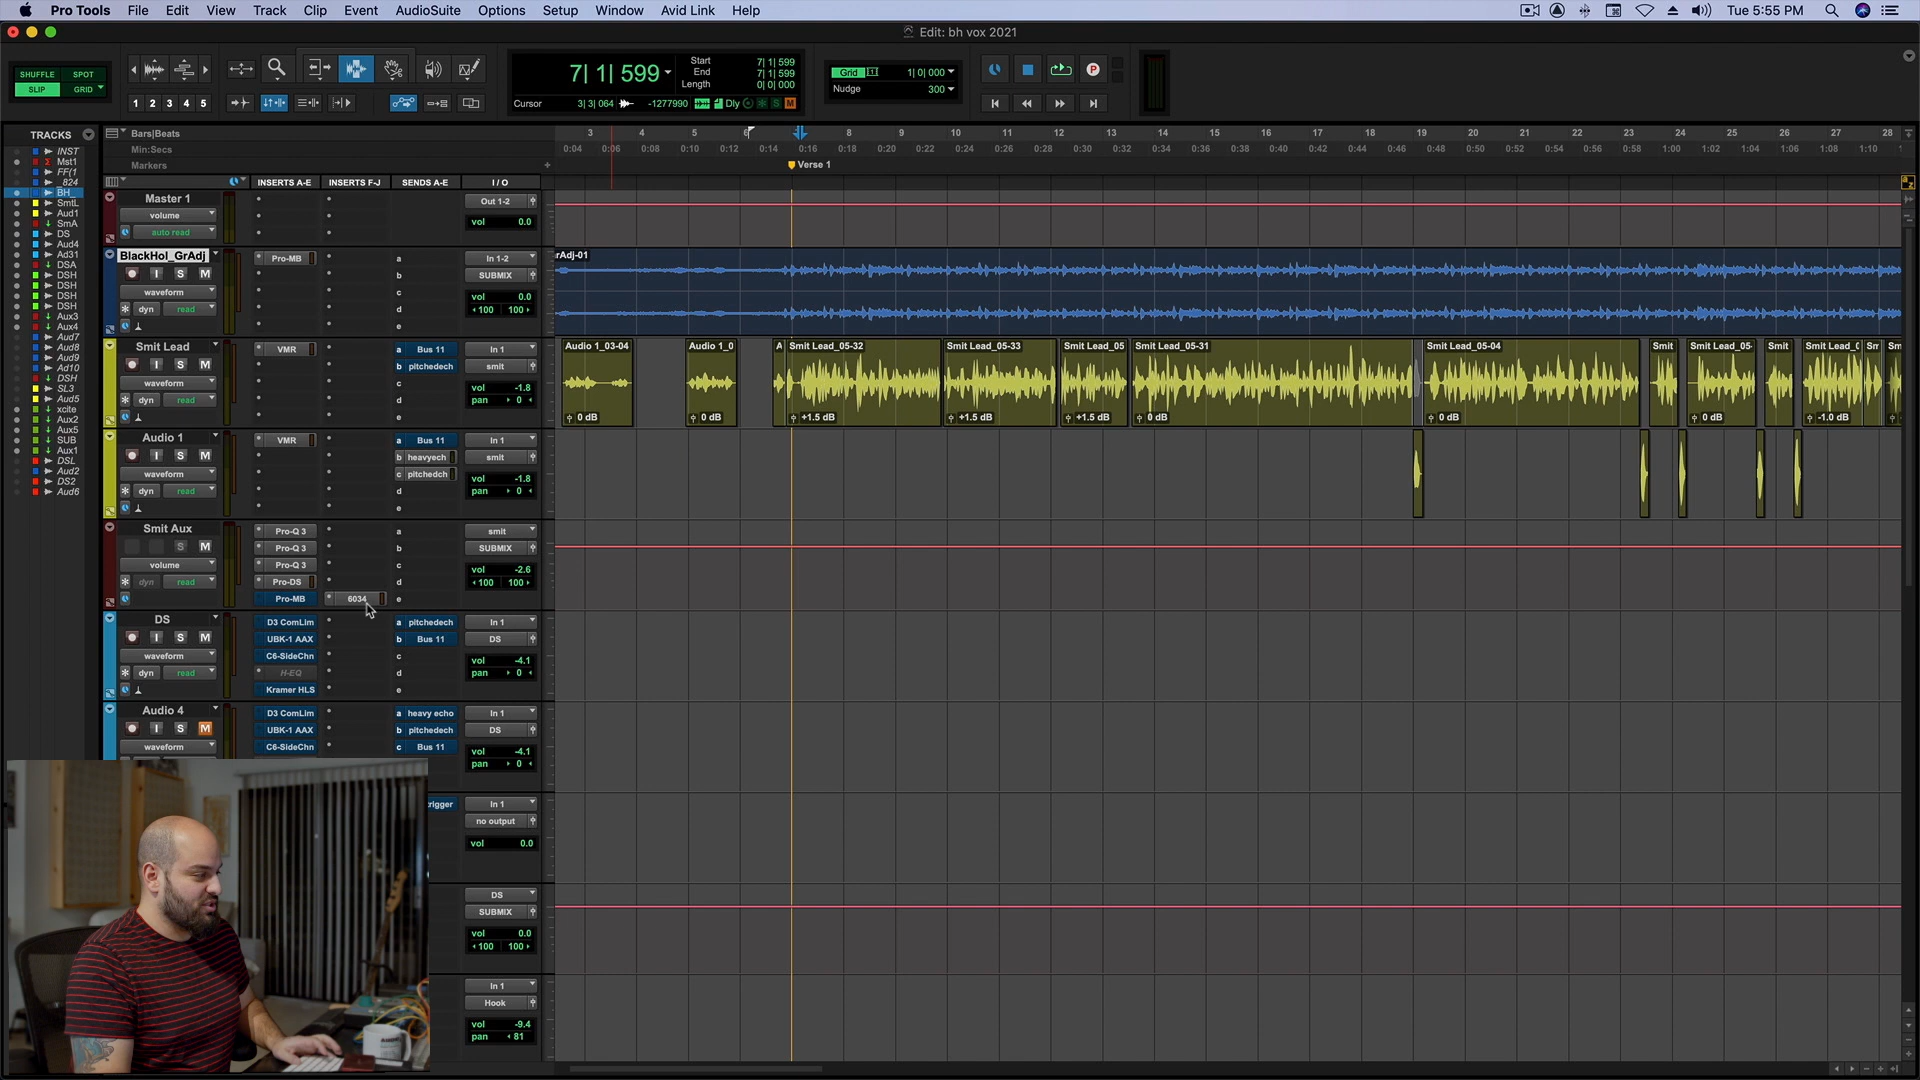 Pro Tools File Edit View Track Clip Event AudioSuite Options Setup Window Avid Link Help Tue 5:55 PM
Edit: bh vox 2021
SHUFFLE SPOT
SLIP GRID
1 2 3 4 5
7| 1| 599
Start 7| 1| 599
End 7| 1| 599
Length 0| 0| 000
Cursor 3| 3| 064 -1277990 Dly S M
Grid 1| 0| 000
Nudge 300
P
TRACKS
INST
Mst1
FF(1
_824
BH_
SmtL
Aud1
SmA
DS
Aud4
Ad31
DSA
DSH
DSH
DSH
DSH
Aux3
Aux4
Aud7
Aud8
Aud9
Ad10
DSH
SL3
Aud5
xcite
Aux2
Aux5
SUB
Aux1
DSL
Aud2
DS2
Aud6
Bars|Beats 3 4 5 6 8 9 10 11 12 13 14 15 16 17 18 19 20 21 22 23 24 25 26 27 28
Min:Secs 0:04 0:06 0:08 0:10 0:12 0:14 0:16 0:18 0:20 0:22 0:24 0:26 0:28 0:30 0:32 0:34 0:36 0:38 0:40 0:42 0:44 0:46 0:48 0:50 0:52 0:54 0:56 0:58 1:00 1:02 1:04 1:06 1:08 1:10
Markers Verse 1
INSERTS A-E INSERTS F-J SENDS A-E I / O
Master 1
volume
auto read
Out 1-2
vol 0.0
BlackHol_GrAdj
I S M
waveform
dyn read
Pro-MB
a
b
c
d
e
In 1-2
SUBMIX
vol 0.0
100 100
rAdj-01
Smit Lead
I S M
waveform
dyn read
VMR
a Bus 11
b pitchedech
c
d
e
In 1
smit
vol -1.8
pan 0
Audio 1_03-04 Audio 1_0 A Smit Lead_05-32 Smit Lead_05-33 Smit Lead_05 Smit Lead_05-31 Smit Lead_05-04 Smit Smit Lead_05- Smit Smit Lead_0 Sm Sm
0 dB 0 dB +1.5 dB +1.5 dB +1.5 dB 0 dB 0 dB 0 dB -1.0 dB
Audio 1
I S M
waveform
dyn read
VMR
a Bus 11
b heavyech
c pitchedch
d
e
In 1
smit
vol -1.8
pan 0
Smit Aux
S M
volume
dyn read
Pro-Q 3
Pro-Q 3
Pro-Q 3
Pro-DS
Pro-MB
6034
a
b
c
d
e
smit
SUBMIX
vol -2.6
100 100
DS
I S M
waveform
dyn read
D3 ComLim
UBK-1 AAX
C6-SideChn
H-EQ
Kramer HLS
a pitchedech
b Bus 11
c
d
e
In 1
DS
vol -4.1
pan 0
Audio 4
I S M
waveform
D3 ComLim
UBK-1 AAX
C6-SideChn
a heavy echo
b pitchedech
c Bus 11
In 1
DS
vol -4.1
pan 0
trigger
In 1
no output
vol 0.0
DS
SUBMIX
vol 0.0
100 100
In 1
Hook
vol -9.4
pan 81